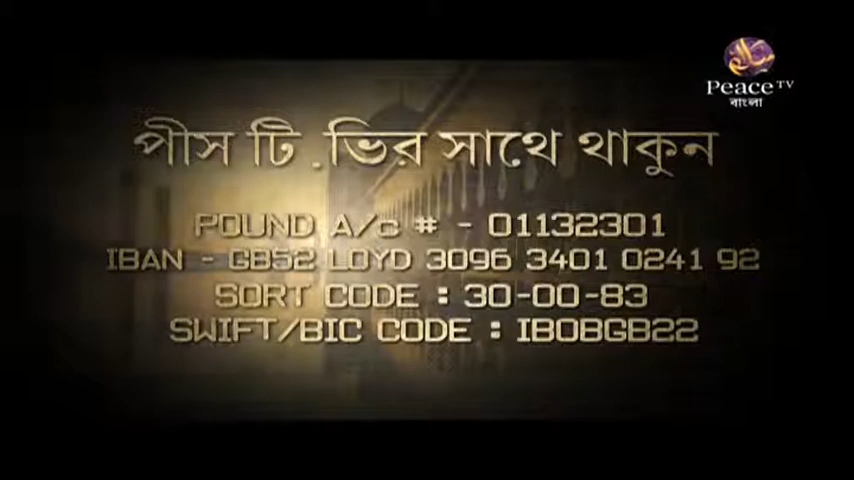 Peace TV
বাংলা
পীস টি .ভির সাথে থাকুন
POUND A/c # - 01132301
IBAN - GB52 LOYD 3096 3401 0241 92
SORT CODE : 30-00-83
SWIFT/BIC CODE : IBOBGB22